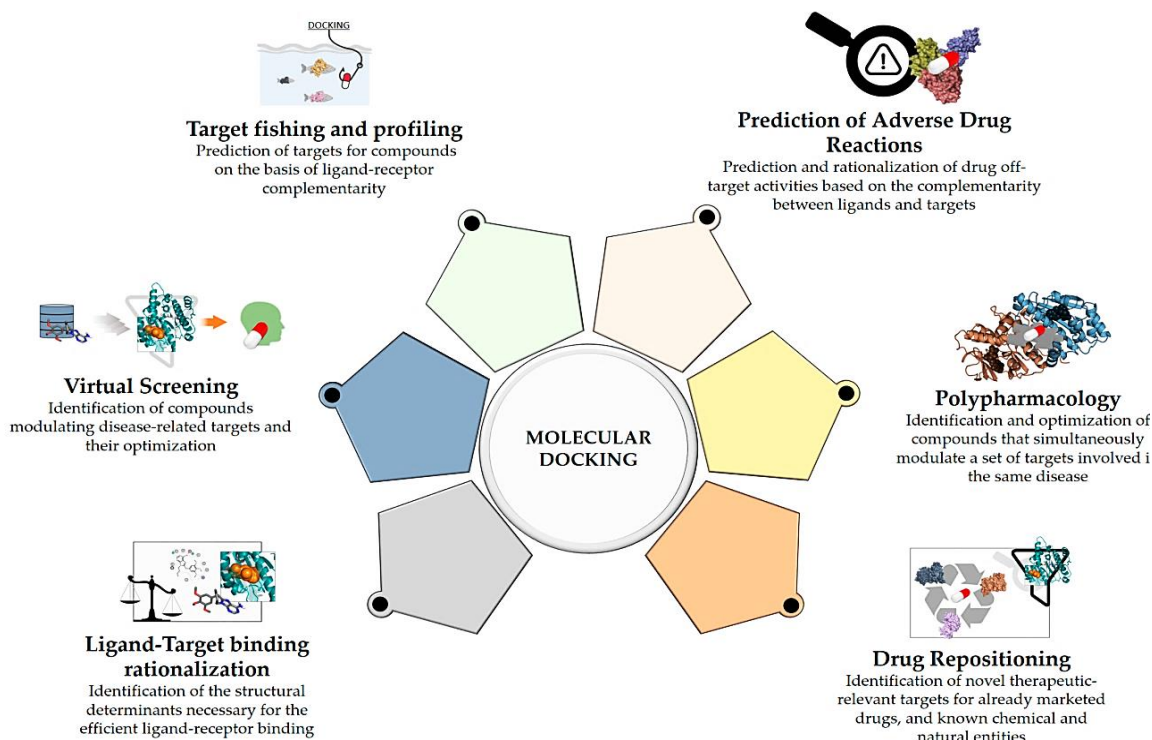 DOCKING
Target fishing and profiling
Prediction of targets for compounds
on the basis of ligand-receptor
complementarity
Prediction of Adverse Drug
Reactions
Prediction and rationalization of drug off-
target activities based on the complementarity
between ligands and targets
Virtual Screening
Identification of compounds
modulating disease-related targets and
their optimization
MOLECULAR
DOCKING
Polypharmacology
Identification and optimization of
compounds that simultaneously
modulate a set of targets involved i
the same disease
Ligand-Target binding
rationalization
Identification of the structural
determinants necessary for the
efficient ligand-receptor binding
Drug Repositioning
Identification of novel therapeutic-
relevant targets for already marketed
drugs, and known chemical and
natural entities